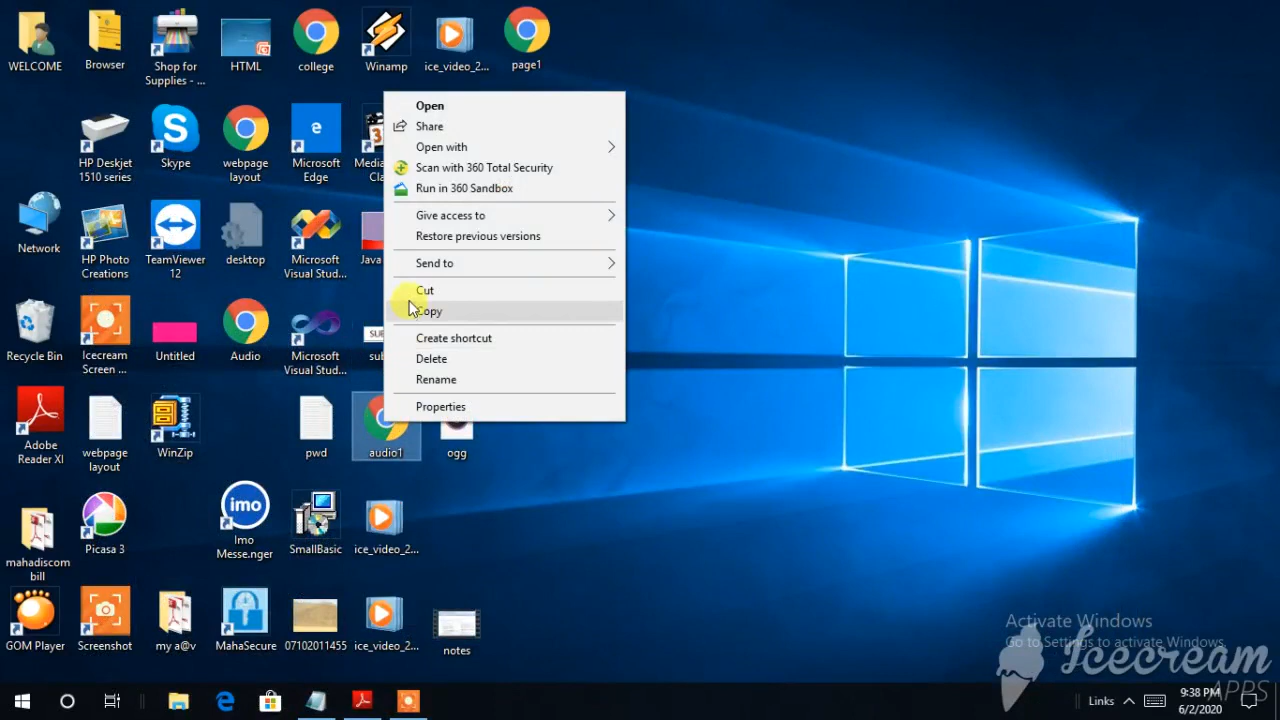 WELCOME
Browser
Shop for
Supplies - ...
HTML
college
Winamp
ice_video_2...
page1
HP Deskjet
1510 series
Skype
webpage
layout
Microsoft
Edge
Media
Cla
Network
HP Photo
Creations
TeamViewer
12
desktop
Microsoft
Visual Stud...
Java
Recycle Bin
Icecream
Screen ...
Untitled
Audio
Microsoft
Visual Stud...
SUB
sub
Adobe
Reader XI
webpage
layout
WinZip
pwd
audio1
ogg
mahadiscom
bill
Picasa 3
imo
Imo
Messe.nger
SmallBasic
ice_video_2...
GOM Player
Screenshot
my a@v
MahaSecure
07102011455
ice_video_2...
notes
Open
Share
Open with
Scan with 360 Total Security
Run in 360 Sandbox
Give access to
Restore previous versions
Send to
Cut
Copy
Create shortcut
Delete
Rename
Properties
Activate Windows
Go to Settings to activate Windows.
Icecream
APPS
Links
9:38 PM
6/2/2020